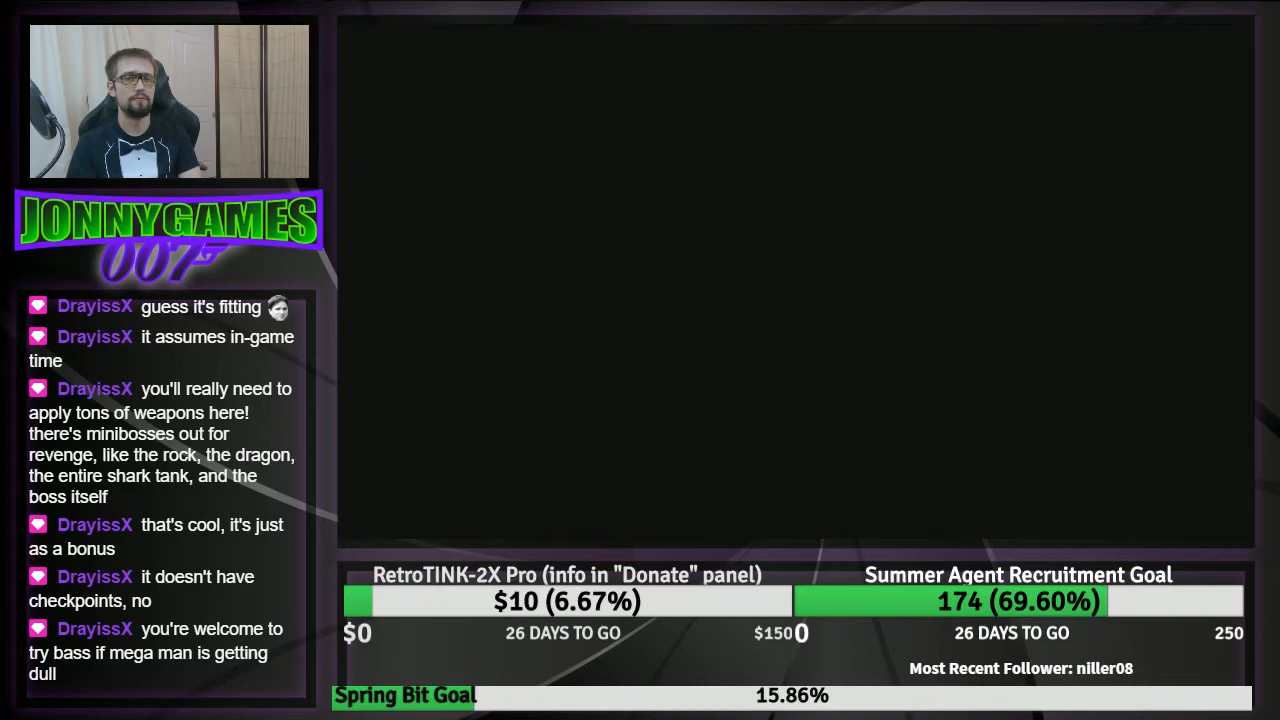 JONNYGAMES
007
DrayissX guess it's fitting
DrayissX it assumes in-game
time
DrayissX you'll really need to
apply tons of weapons here!
there's minibosses out for
revenge, like the rock, the dragon,
the entire shark tank, and the
boss itself
DrayissX that's cool, it's just
as a bonus
DrayissX it doesn't have
checkpoints, no
DrayissX you're welcome to
try bass if mega man is getting
dull
RetroTINK-2X Pro (info in "Donate" panel)
$10 (6.67%)
$0 26 DAYS TO GO $150
Summer Agent Recruitment Goal
174 (69.60%)
0 26 DAYS TO GO 250
Most Recent Follower: niller08
Spring Bit Goal 15.86%